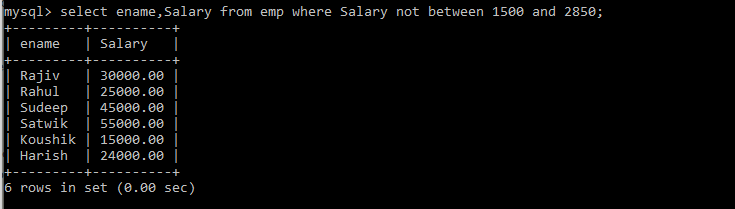 mysql> select ename,Salary from emp where Salary not between 1500 and 2850;
+---------+----------+
| ename   | Salary   |
+---------+----------+
| Rajiv   | 30000.00 |
| Rahul   | 25000.00 |
| Sudeep  | 45000.00 |
| Satwik  | 55000.00 |
| Koushik | 15000.00 |
| Harish  | 24000.00 |
+---------+----------+
6 rows in set (0.00 sec)